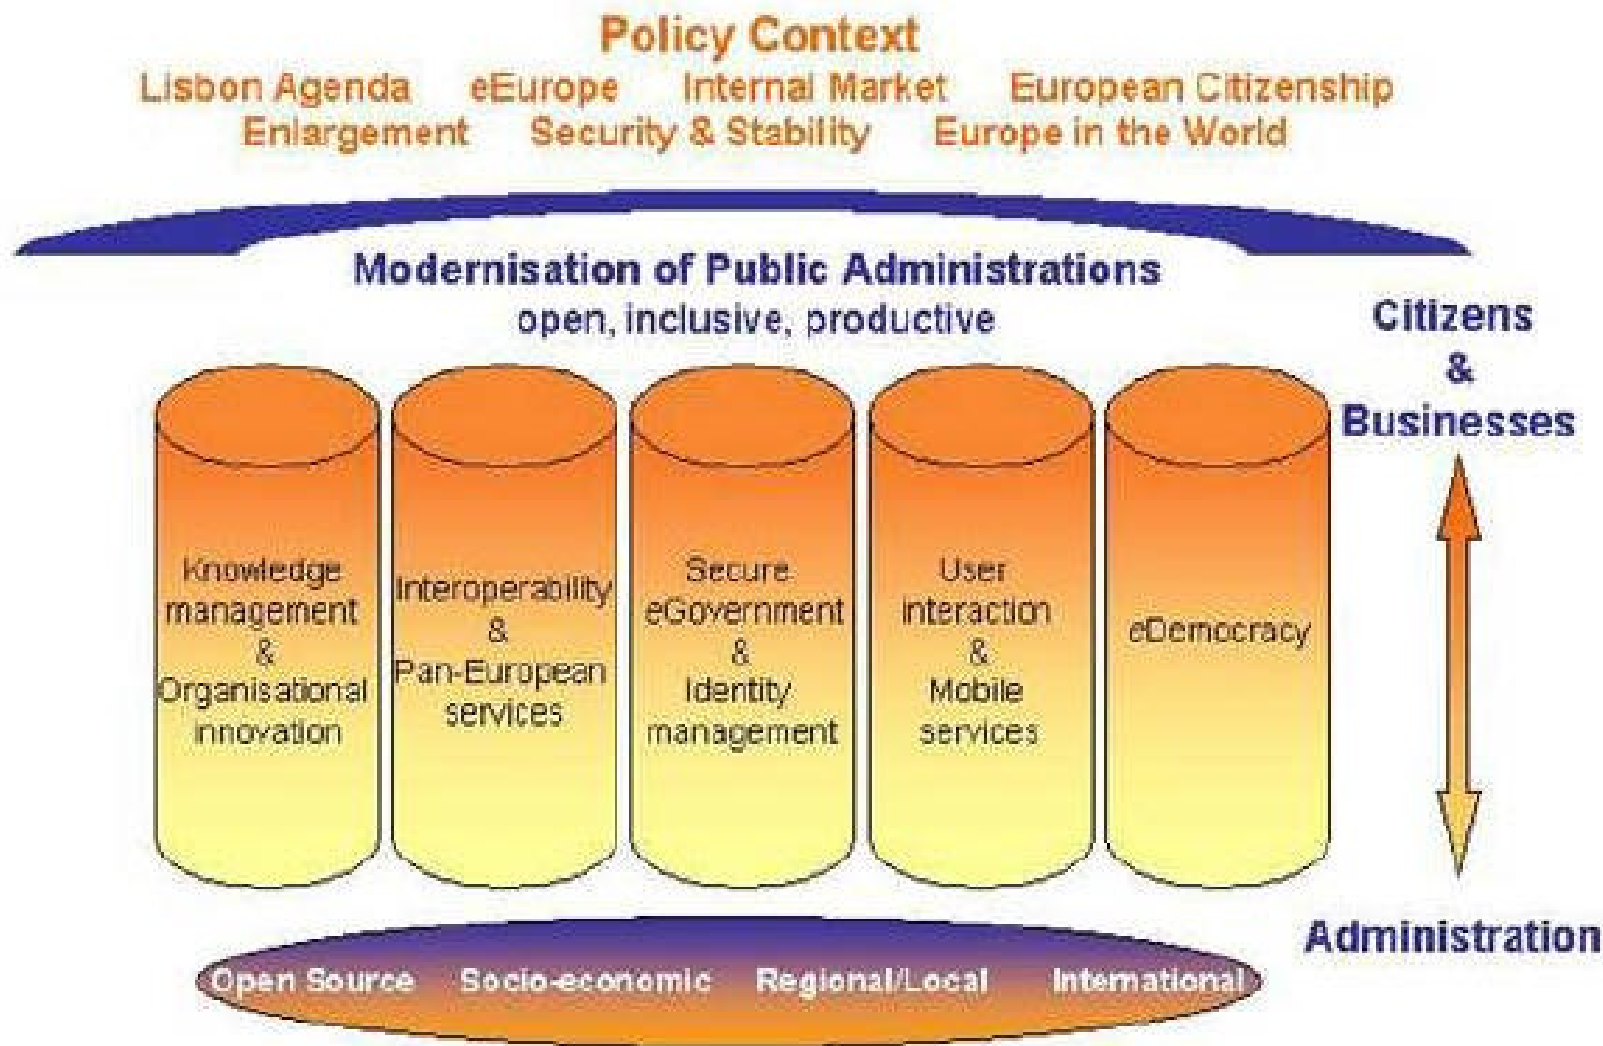 Policy Context
Lisbon Agenda eEurope Internal Market European Citizenship
Enlargement Security & Stability Europe in the World
Modernisation of Public Administrations
open, inclusive, productive
Citizens
&
Businesses
Knowledge
management
&
Organisational
innovation
Interoperability
&
Pan-European
services
Secure
eGovernment
&
Identity
management
User
interaction
&
Mobile
services
eDemocracy
Administration
Open Source Socio-economic Regional/Local International